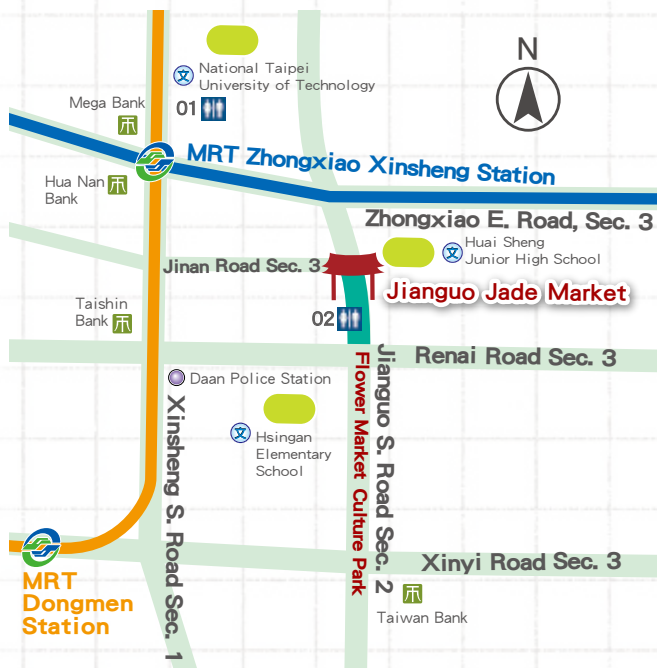 N
National Taipei
University of Technology
文
Mega Bank
01
MRT Zhongxiao Xinsheng Station
Hua Nan
Bank
Zhongxiao E. Road, Sec. 3
Huai Sheng
Junior High School
文
Jinan Road Sec. 3
Jianguo Jade Market
Taishin
Bank
02
Renai Road Sec. 3
Daan Police Station
Hsingan
Elementary
School
文
Xinsheng S. Road Sec. 1
Flower Market Culture Park
Jianguo S. Road Sec. 2
Xinyi Road Sec. 3
MRT
Dongmen
Station
Taiwan Bank